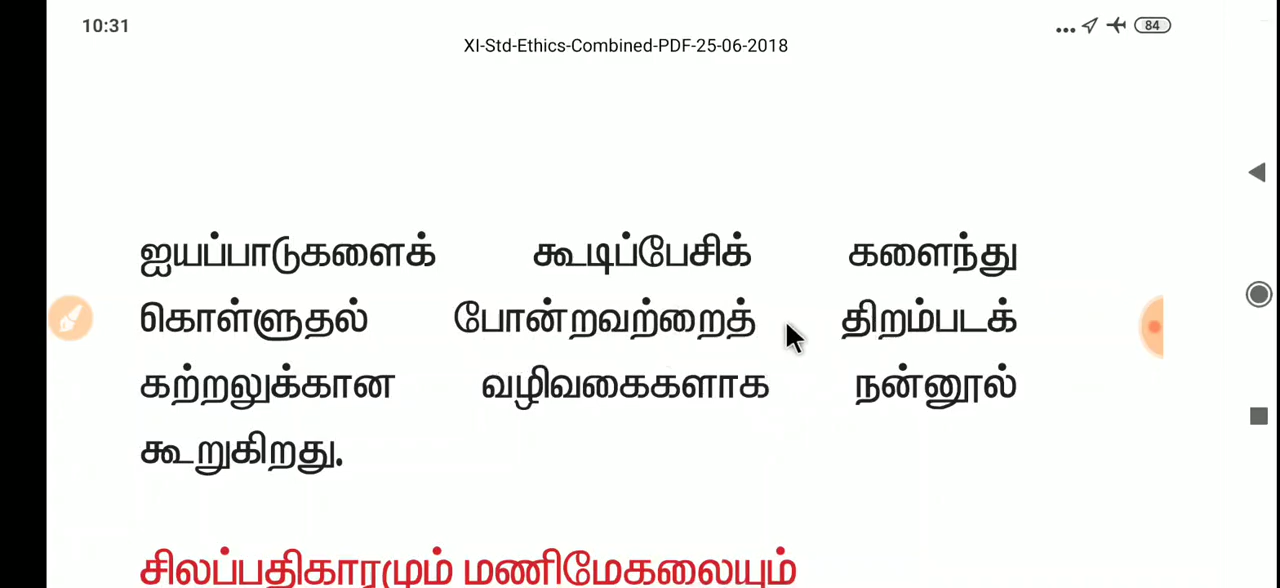 10:31
84
XI-Std-Ethics-Combined-PDF-25-06-2018
ஐயப்பாடுகளைக் கூடிப்பேசிக் களைந்து
கொள்ளுதல் போன்றவற்றைத் திறம்படக்
கற்றலுக்கான வழிவகைகளாக நன்னூல்
கூறுகிறது.
சிலப்பதிகாரமும் மணிமேகலையும்